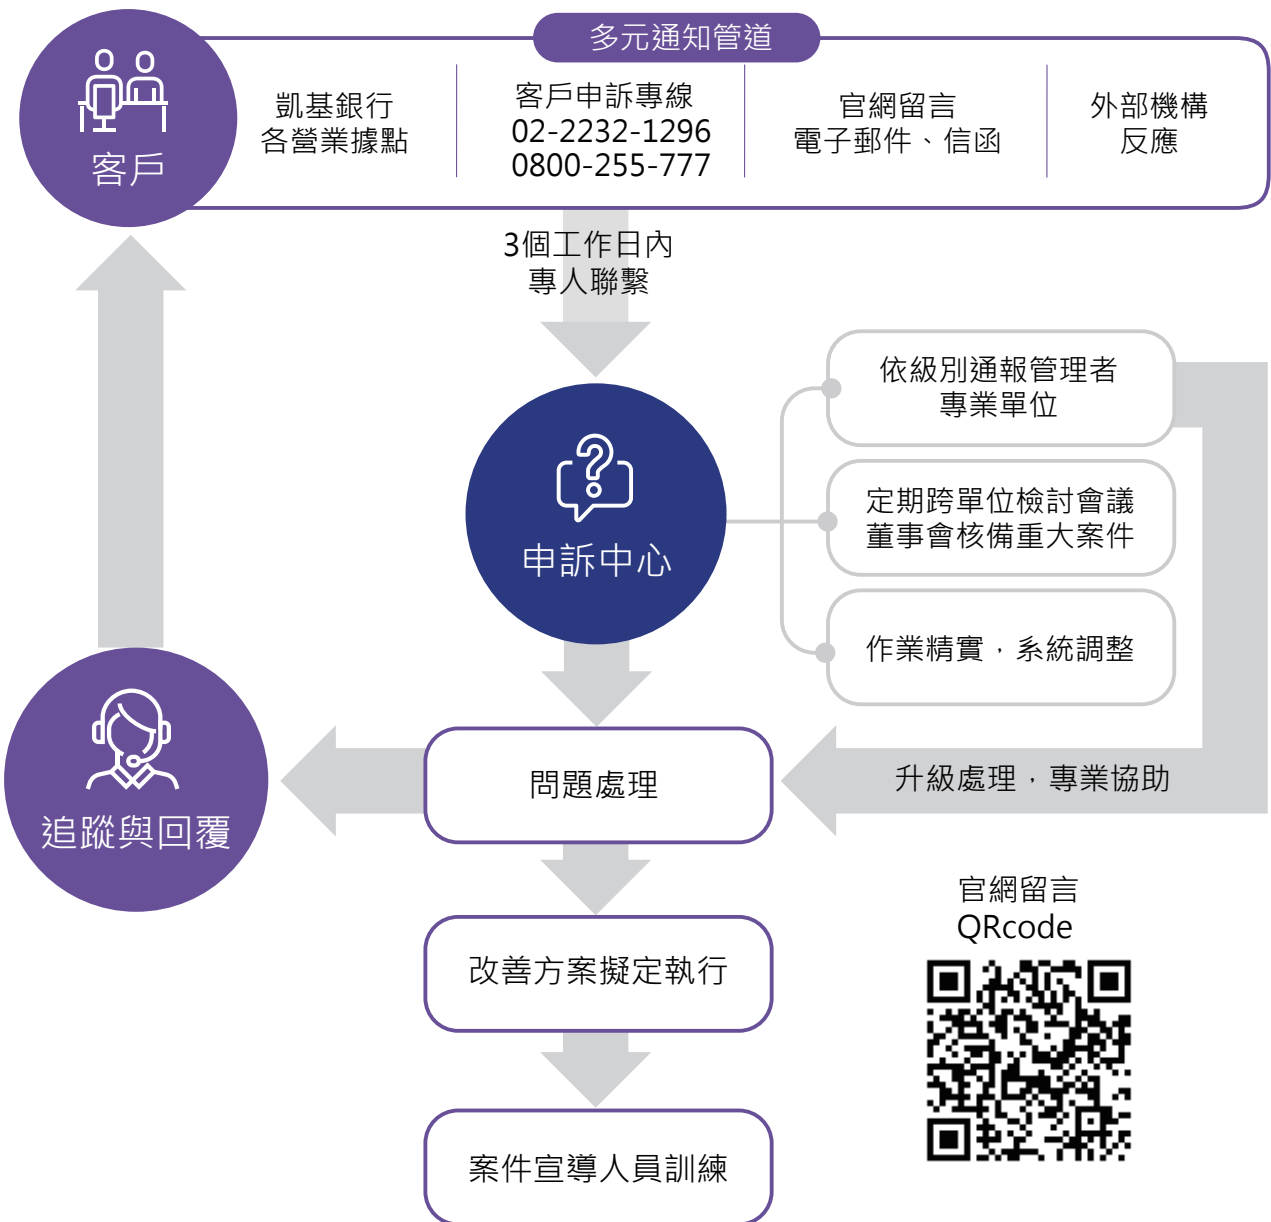 多元通知管道
客戶
凱基銀行
各營業據點
客戶申訴專線
02-2232-1296
0800-255-777
官網留言
電子郵件、信函
外部機構
反應
3個工作日內
專人聯繫
申訴中心
依級別通報管理者
專業單位
定期跨單位檢討會議
董事會核備重大案件
作業精實，系統調整
升級處理，專業協助
問題處理
追蹤與回覆
改善方案擬定執行
案件宣導人員訓練
官網留言
QRcode